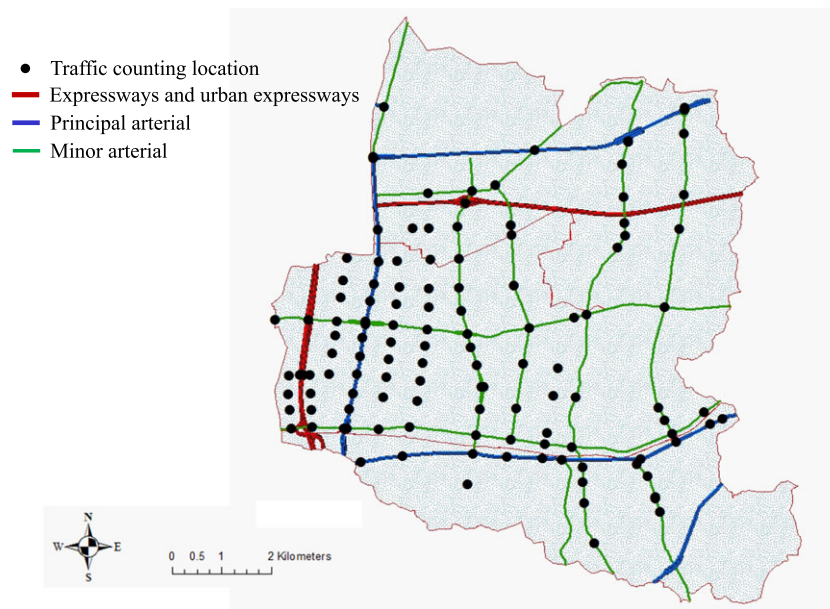 Traffic counting location
Expressways and urban expressways
Principal arterial
Minor arterial
N
W E
S
0 0.5 1 2 Kilometers